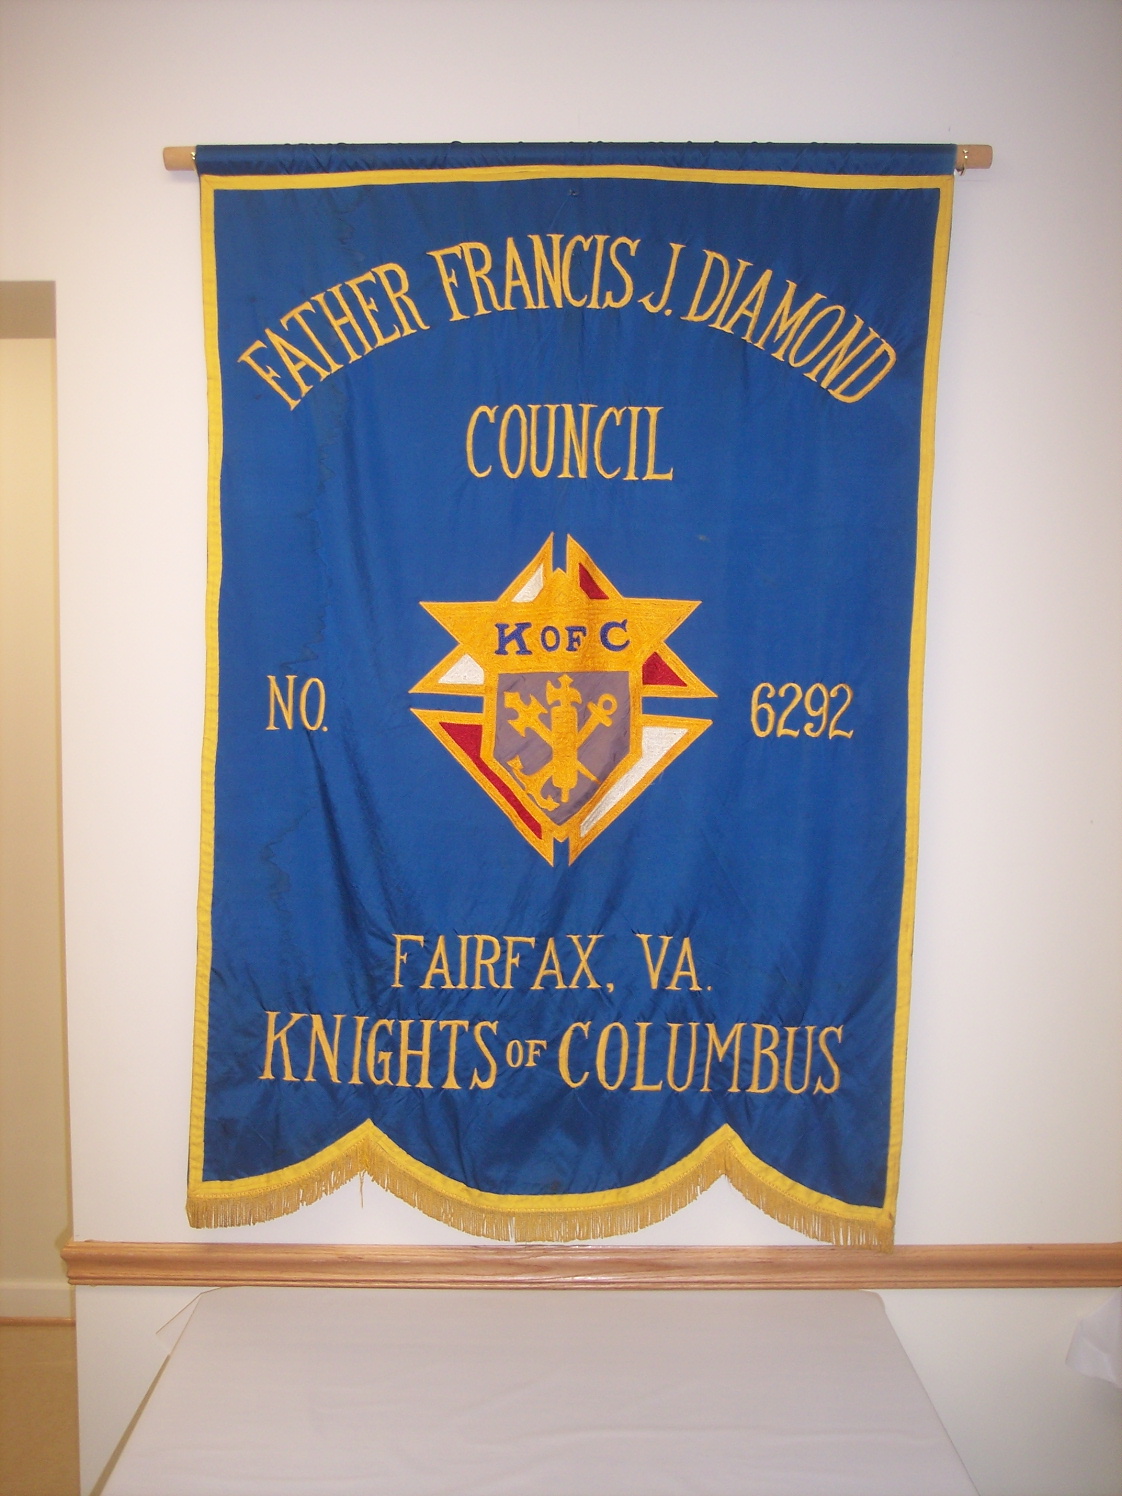 FATHER FRANCIS J. DIAMOND
COUNCIL
K OF C
NO. 6292
FAIRFAX, VA.
KNIGHTS OF COLUMBUS